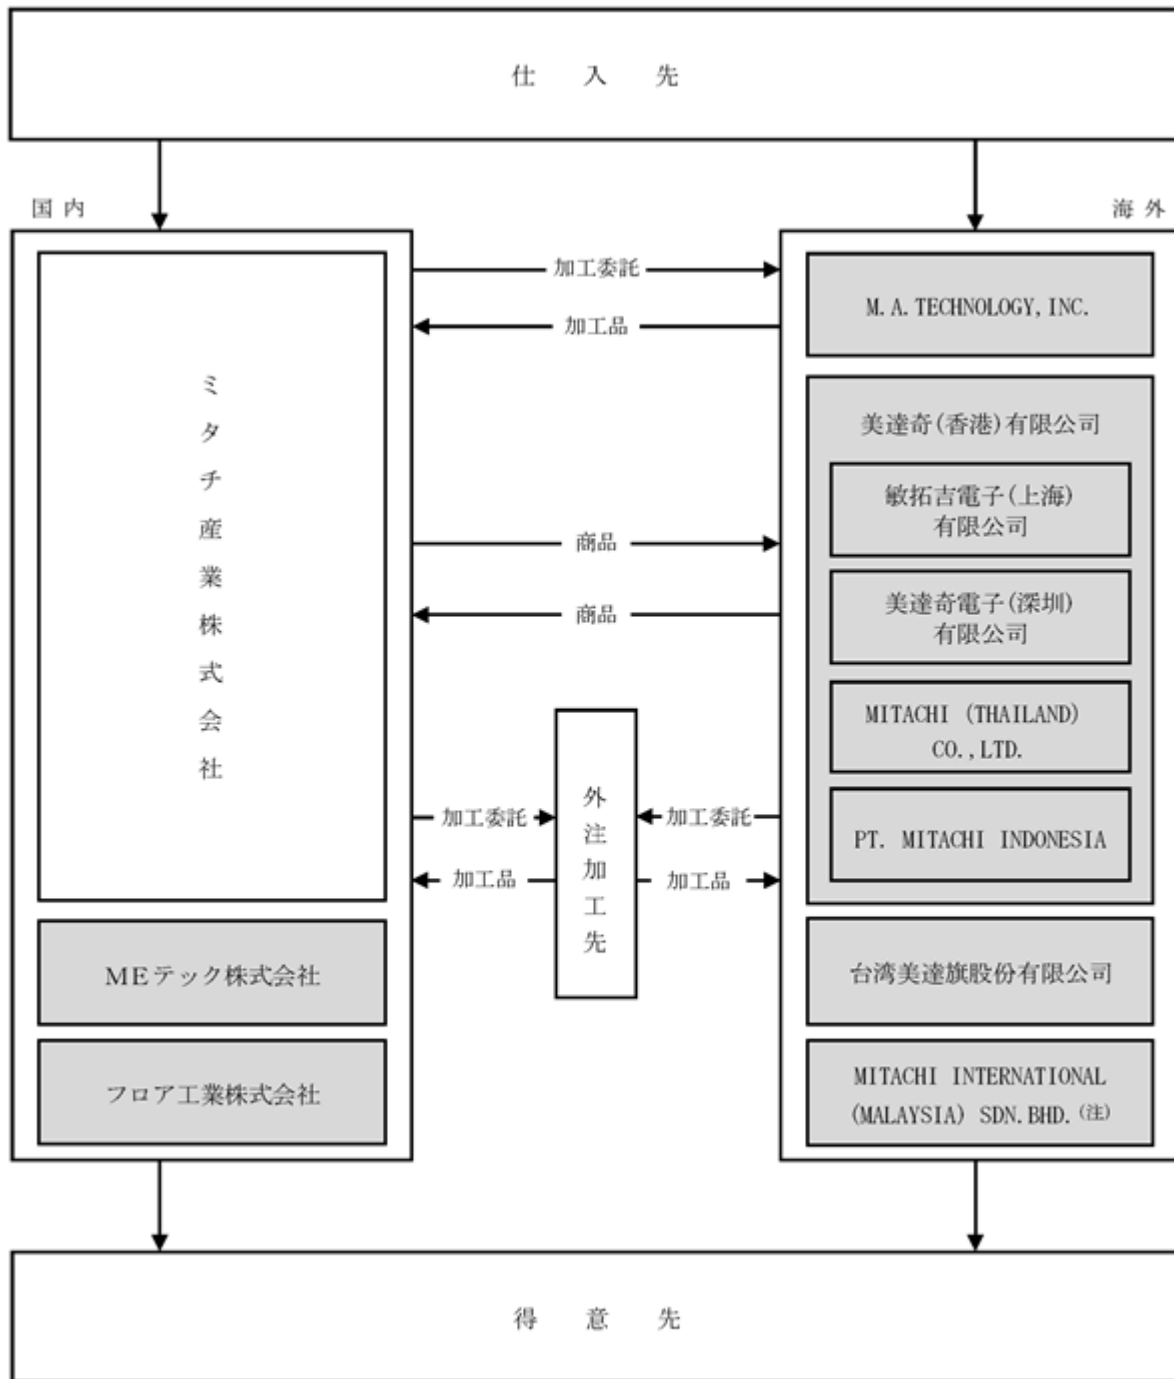 仕入先
国内
海外
ミタチ産業株式会社
MEテック株式会社
フロア工業株式会社
加工委託
加工品
商品
商品
加工委託
加工品
外注加工先
加工委託
加工品
M.A.TECHNOLOGY,INC.
美達奇(香港)有限公司
敏拓吉電子(上海)
有限公司
美達奇電子(深圳)
有限公司
MITACHI (THAILAND)
CO.,LTD.
PT. MITACHI INDONESIA
台湾美達旗股份有限公司
MITACHI INTERNATIONAL
(MALAYSIA) SDN.BHD.(注)
得意先